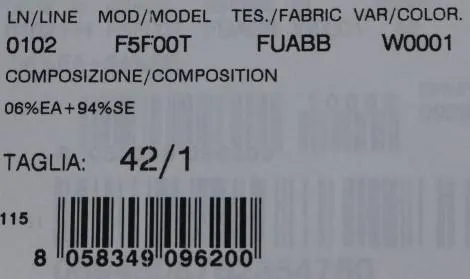 LN/LINE MOD/MODEL TES./FABRIC VAR/COLOR.
0102 F5F00T FUABB W0001
COMPOSIZIONE/COMPOSITION
06%EA+94%SE
TAGLIA: 42/1
115
8 058349 096200